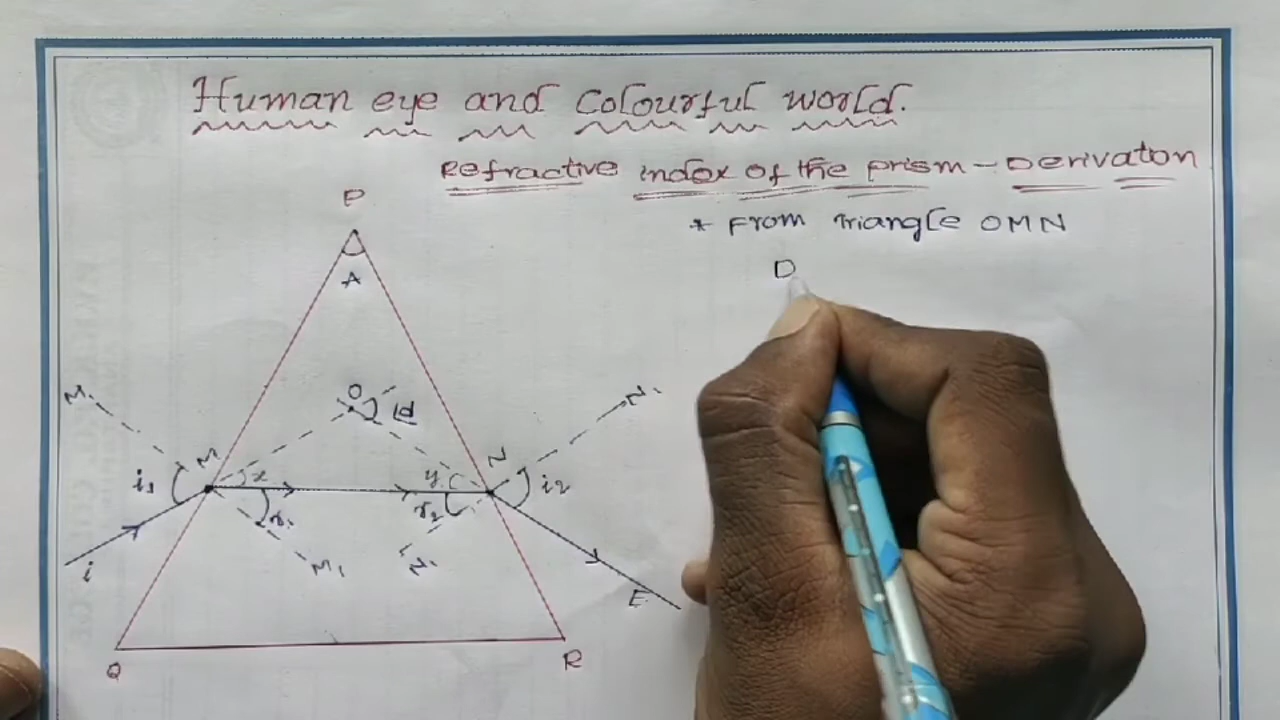 Human eye and Colourful world.
Refractive index of the prism - Derivaton
* From Triangle OMN
D
P
A
O
d
M
N
M
N1
i1
x
y
i2
r1
r2
M1
N1
i
E
Q
R